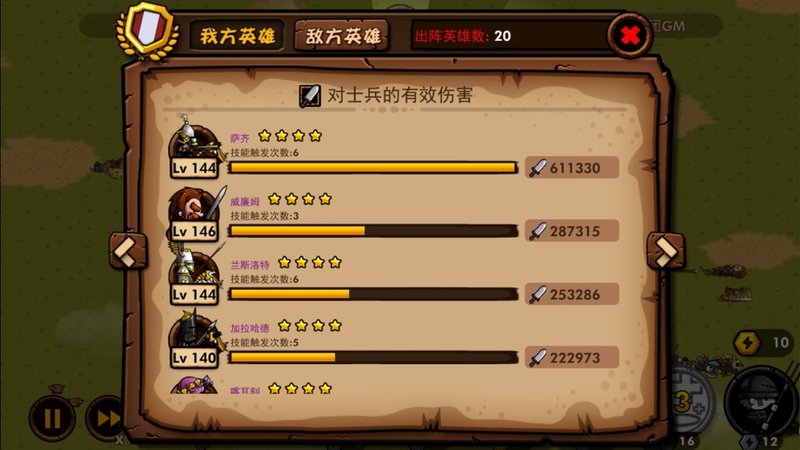 我方英雄
敌方英雄
出阵英雄数: 20
团GM
对士兵的有效伤害
萨齐
技能触发次数:6
Lv 144
611330
威廉姆
技能触发次数:3
Lv 146
287315
兰斯洛特
技能触发次数:6
Lv 144
253286
加拉哈德
技能触发次数:5
Lv 140
222973
10
3
X
16
12